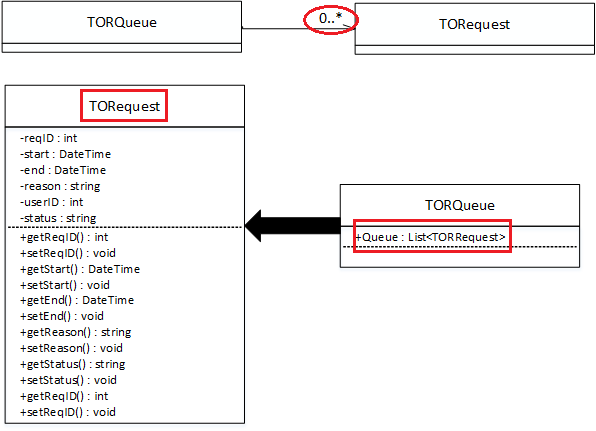 TORQueue
0..*
TORequest
TORequest
-reqID : int
-start : DateTime
-end : DateTime
-reason : string
-userID : int
-status : string
+getReqID() : int
+setReqID() : void
+getStart() : DateTime
+setStart() : void
+getEnd() : DateTime
+setEnd() : void
+getReason() : string
+setReason() : void
+getStatus() : string
+setStatus() : void
+getReqID() : int
+setReqID() : void
TORQueue
+Queue : List<TORRequest>